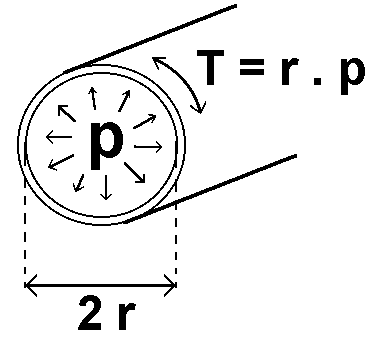 T = r . p
p
2 r